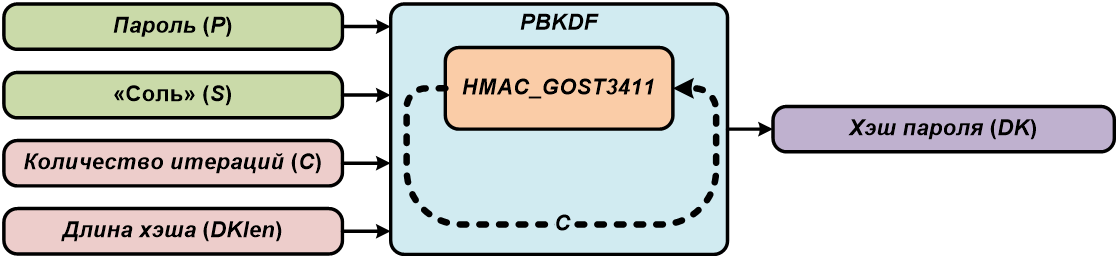 Пароль (P)
«Соль» (S)
Количество итераций (C)
Длина хэша (DKlen)
PBKDF
HMAC_GOST3411
C
Хэш пароля (DK)